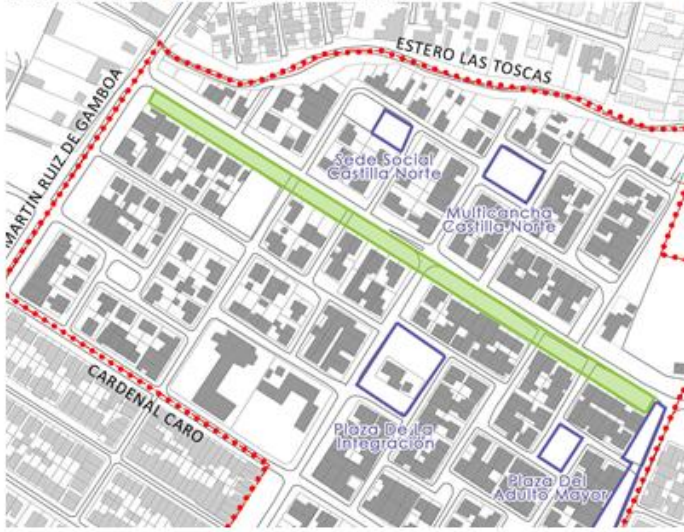 ESTERO LAS TOSCAS
MARTIN RUIZ DE GAMBOA
Sede Social
Castilla Norte
Multicancha
Castilla Norte
CARDENAL CARO
Plaza De La
Integración
Plaza Del
Adulto Mayor